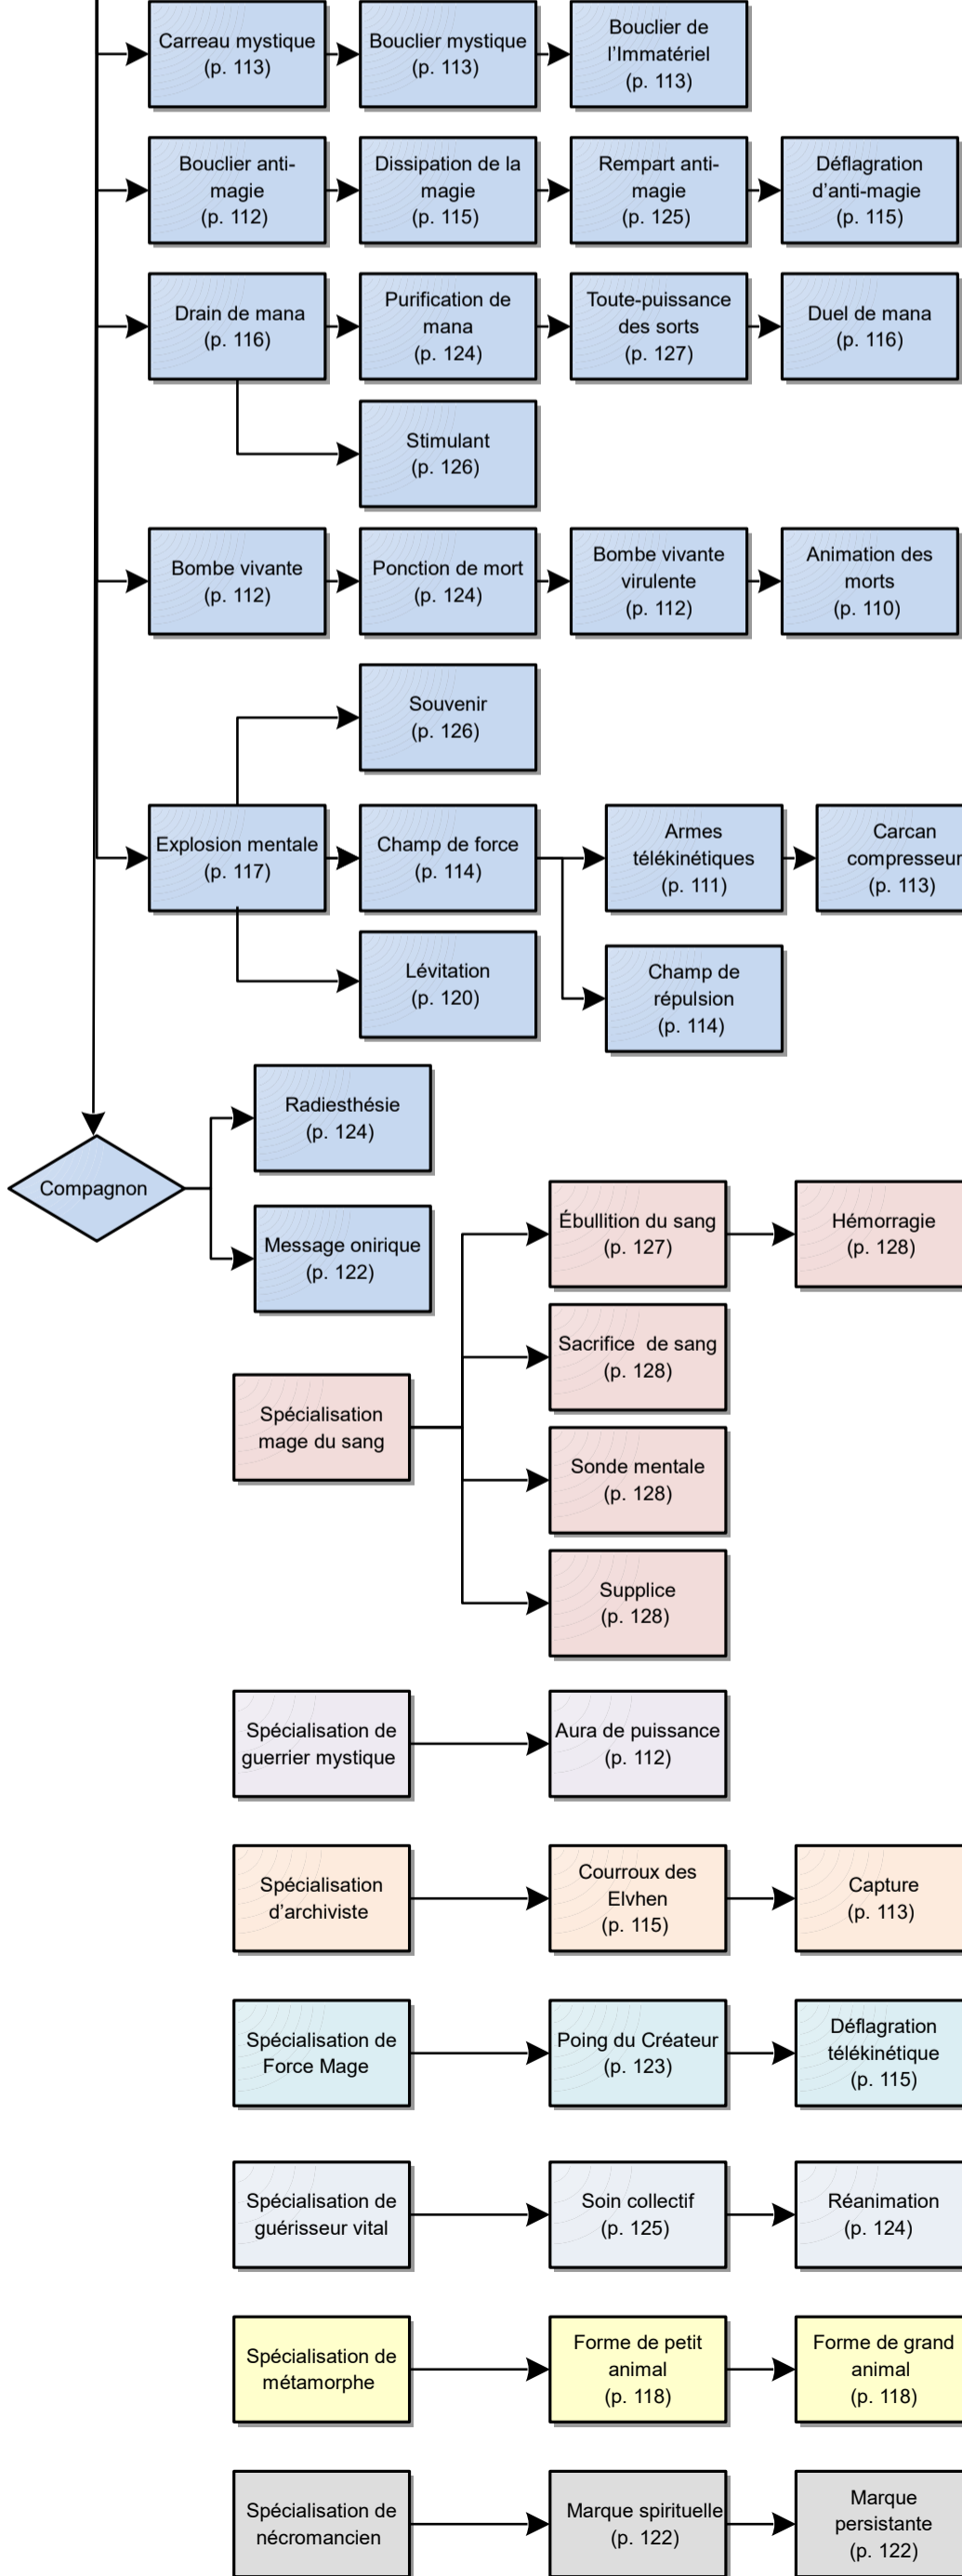 Carreau mystique
(p. 113)
Bouclier mystique
(p. 113)
Bouclier de
l'Immatériel
(p. 113)
Bouclier anti-
magie
(p. 112)
Dissipation de la
magie
(p. 115)
Rempart anti-
magie
(p. 125)
Déflagration
d'anti-magie
(p. 115)
Drain de mana
(p. 116)
Purification de
mana
(p. 124)
Toute-puissance
des sorts
(p. 127)
Duel de mana
(p. 116)
Stimulant
(p. 126)
Bombe vivante
(p. 112)
Ponction de mort
(p. 124)
Bombe vivante
virulente
(p. 112)
Animation des
morts
(p. 110)
Souvenir
(p. 126)
Explosion mentale
(p. 117)
Champ de force
(p. 114)
Armes
télékinétiques
(p. 111)
Carcan
compresseur
(p. 113)
Lévitation
(p. 120)
Champ de
répulsion
(p. 114)
Radiesthésie
(p. 124)
Compagnon
Message onirique
(p. 122)
Ébullition du sang
(p. 127)
Hémorragie
(p. 128)
Sacrifice  de sang
(p. 128)
Spécialisation
mage du sang
Sonde mentale
(p. 128)
Supplice
(p. 128)
Spécialisation de
guerrier mystique
Aura de puissance
(p. 112)
Spécialisation
d'archiviste
Courroux des
Elvhen
(p. 115)
Capture
(p. 113)
Spécialisation de
Force Mage
Poing du Créateur
(p. 123)
Déflagration
télékinétique
(p. 115)
Spécialisation de
guérisseur vital
Soin collectif
(p. 125)
Réanimation
(p. 124)
Spécialisation de
métamorphe
Forme de petit
animal
(p. 118)
Forme de grand
animal
(p. 118)
Spécialisation de
nécromancien
Marque spirituelle
(p. 122)
Marque
persistante
(p. 122)